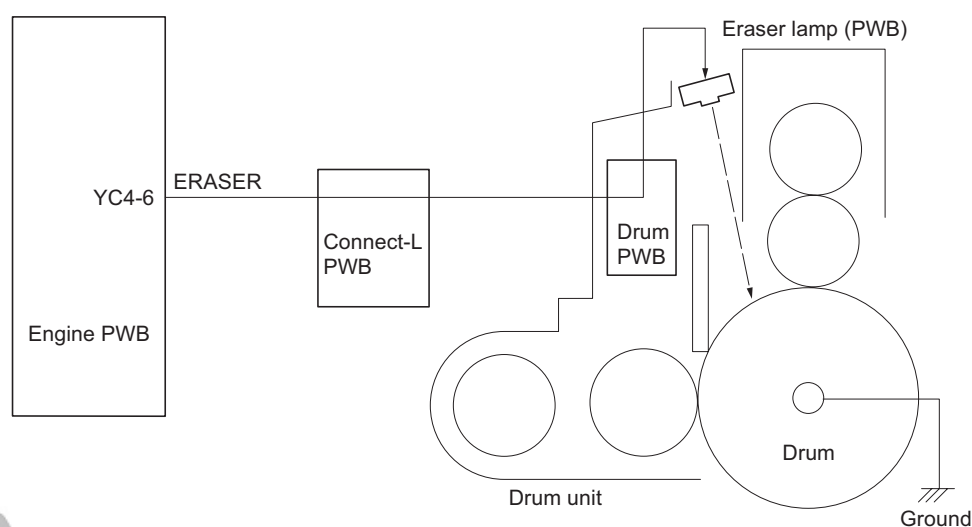 Eraser lamp (PWB)
YC4-6
ERASER
Connect-L
PWB
Drum
PWB
Engine PWB
Drum
Drum unit
Ground